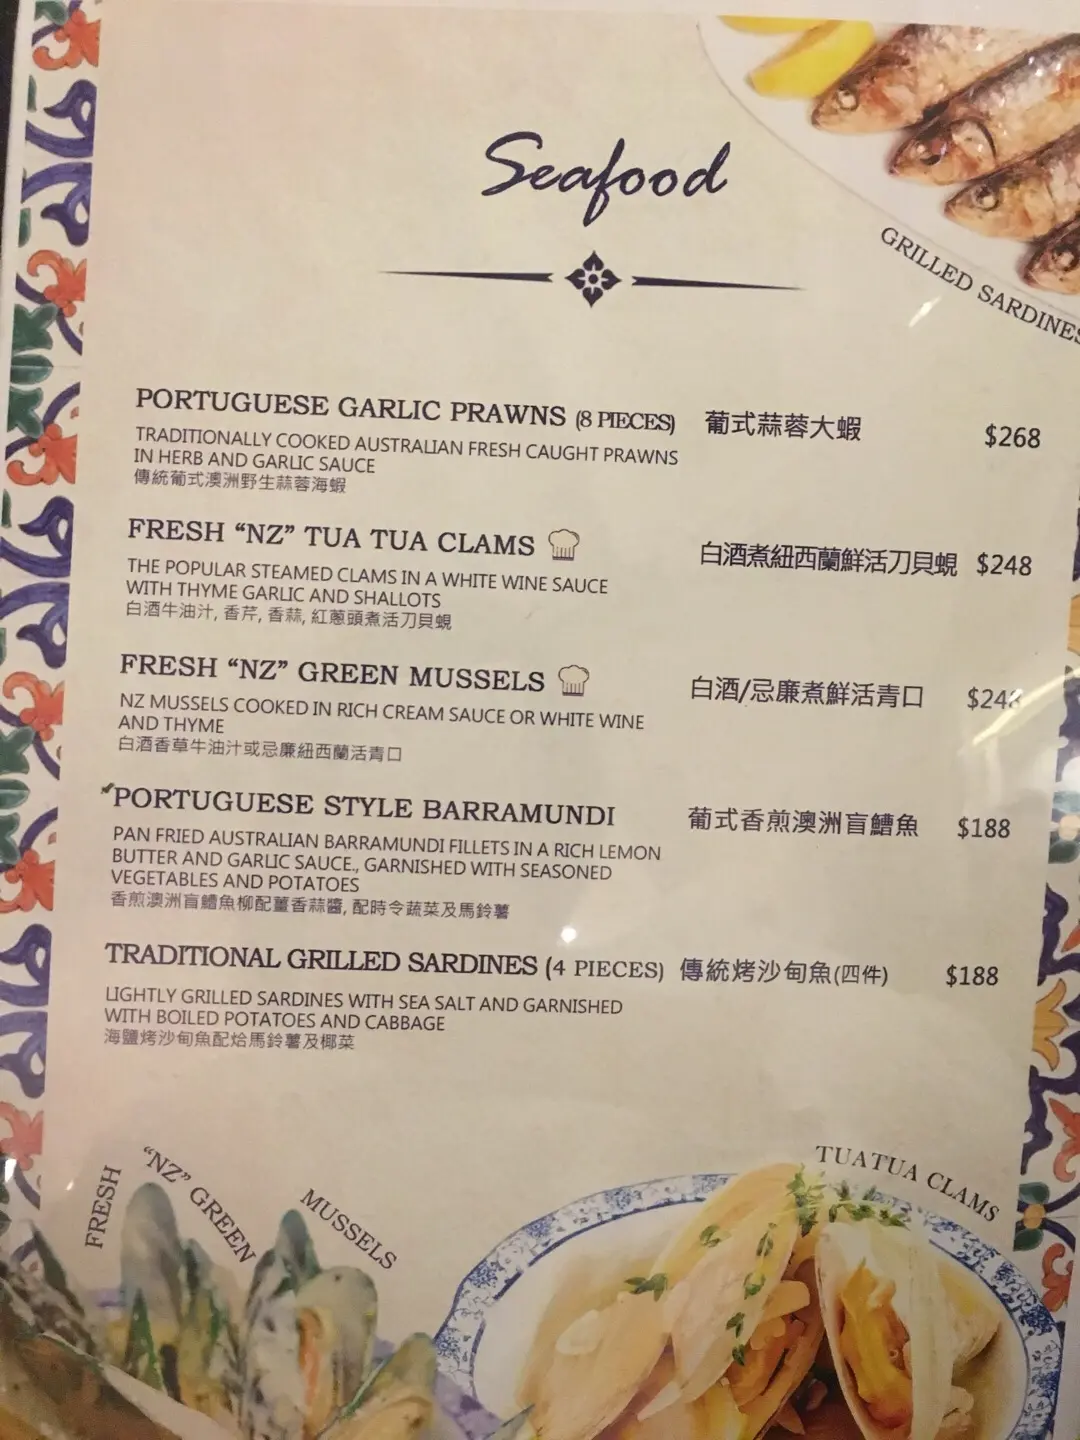 Seafood
GRILLED SARDINES
PORTUGUESE GARLIC PRAWNS (8 PIECES) 葡式蒜蓉大蝦 $268
TRADITIONALLY COOKED AUSTRALIAN FRESH CAUGHT PRAWNS
IN HERB AND GARLIC SAUCE
傳統葡式澳洲野生蒜蓉海蝦
FRESH “NZ” TUA TUA CLAMS 白酒煮紐西蘭鮮活刀貝蜆 $248
THE POPULAR STEAMED CLAMS IN A WHITE WINE SAUCE
WITH THYME GARLIC AND SHALLOTS
白酒牛油汁, 香芹, 香蒜, 紅蔥頭煮活刀貝蜆
FRESH “NZ” GREEN MUSSELS 白酒/忌廉煮鮮活青口 $248
NZ MUSSELS COOKED IN RICH CREAM SAUCE OR WHITE WINE
AND THYME
白酒香草牛油汁或忌廉紐西蘭活青口
PORTUGUESE STYLE BARRAMUNDI 葡式香煎澳洲盲鰽魚 $188
PAN FRIED AUSTRALIAN BARRAMUNDI FILLETS IN A RICH LEMON
BUTTER AND GARLIC SAUCE., GARNISHED WITH SEASONED
VEGETABLES AND POTATOES
香煎澳洲盲鰽魚柳配薑香蒜醬, 配時令蔬菜及馬鈴薯
TRADITIONAL GRILLED SARDINES (4 PIECES) 傳統烤沙甸魚(四件) $188
LIGHTLY GRILLED SARDINES WITH SEA SALT AND GARNISHED
WITH BOILED POTATOES AND CABBAGE
海鹽烤沙甸魚配烚馬鈴薯及椰菜
FRESH “NZ” GREEN MUSSELS
TUATUA CLAMS